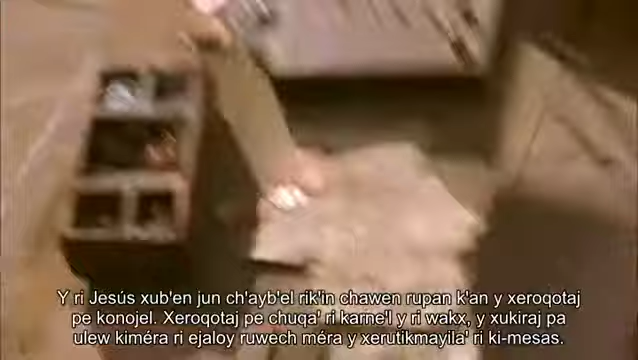 Y ri Jesús xub'en jun ch'ayb'el rik'in chawen rupan k'an y xeroqotaj
pe konojel. Xeroqotaj pe chuqa' ri karne'l y ri wakx, y xukiraj pa
ulew kiméra ri ejaloy ruwech méra y xerutikmayila' ri ki-mesas.